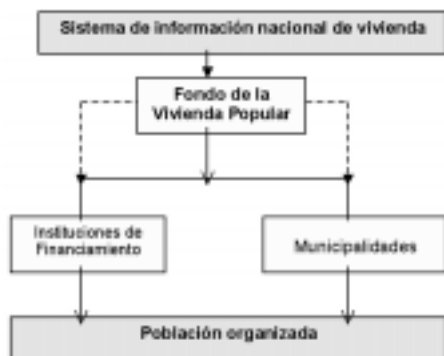 Sistema de información nacional de vivienda
Fondo de la
Vivienda Popular
Instituciones de
Financiamiento
Municipalidades
Población organizada